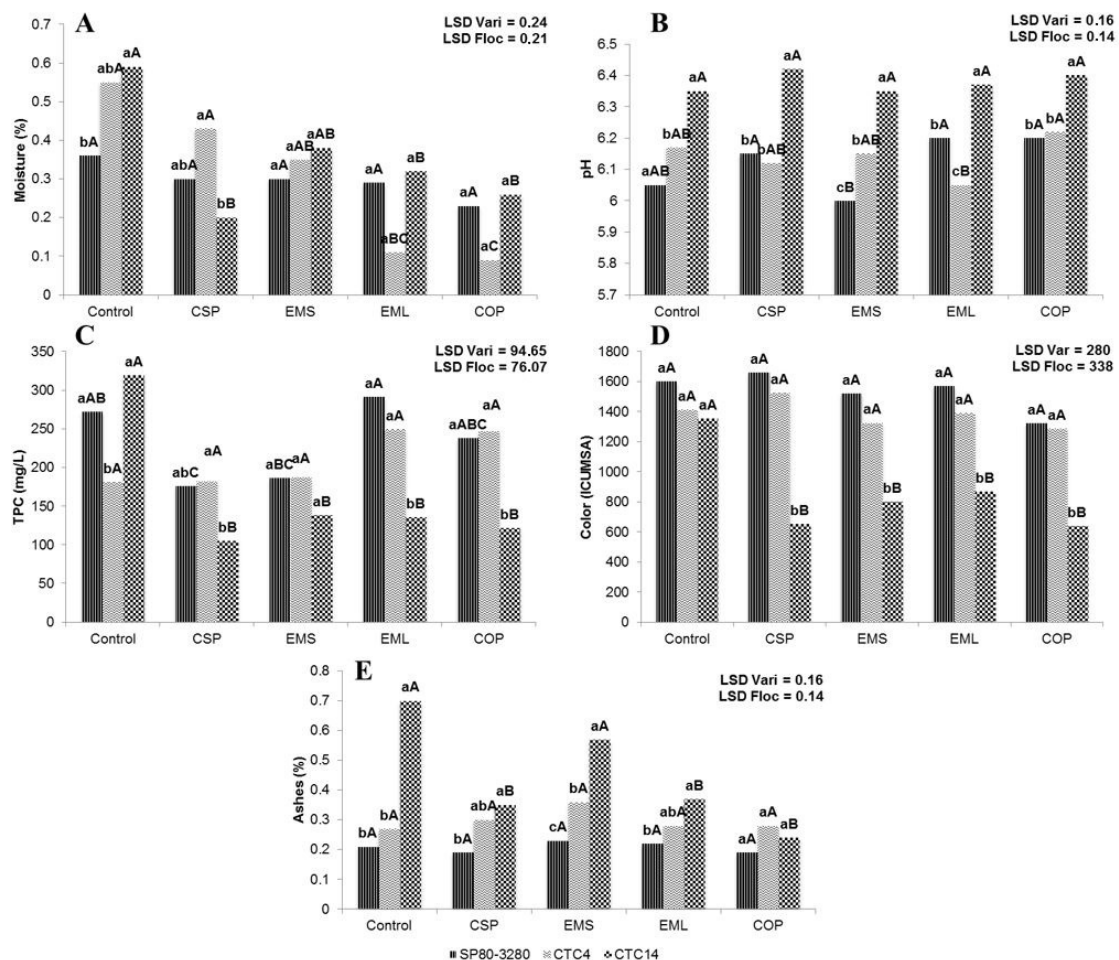 A
LSD Vari = 0.24
LSD Floc = 0.21
Moisture (%)
0.7
0.6
0.5
0.4
0.3
0.2
0.1
0
bA abA aA
abA aA bB
aA aAB aAB
aA aBC aB
aA aC aB
Control CSP EMS EML COP
B
LSD Vari = 0.16
LSD Floc = 0.14
pH
6.5
6.4
6.3
6.2
6.1
6
5.9
5.8
5.7
aAB bAB aA
bA bAB aA
cB bAB aA
bA cB aA
bA bA aA
Control CSP EMS EML COP
C
LSD Vari = 94.65
LSD Floc = 76.07
TPC (mg/L)
350
300
250
200
150
100
50
0
aAB bA aA
abC aA bB
aBC aA aB
aA aA bB
aABC aA bB
Control CSP EMS EML COP
D
LSD Var = 280
LSD Floc = 338
Color (ICUMSA)
1800
1600
1400
1200
1000
800
600
400
200
0
aA aA aA
aA aA bB
aA aA bB
aA aA bB
aA aA bB
Control CSP EMS EML COP
E
LSD Vari = 0.16
LSD Floc = 0.14
Ashes (%)
0.8
0.7
0.6
0.5
0.4
0.3
0.2
0.1
0
bA bA aA
bA abA aB
cA bA aA
bA abA aB
aA aA aB
Control CSP EMS EML COP
SP80-3280 CTC4 CTC14